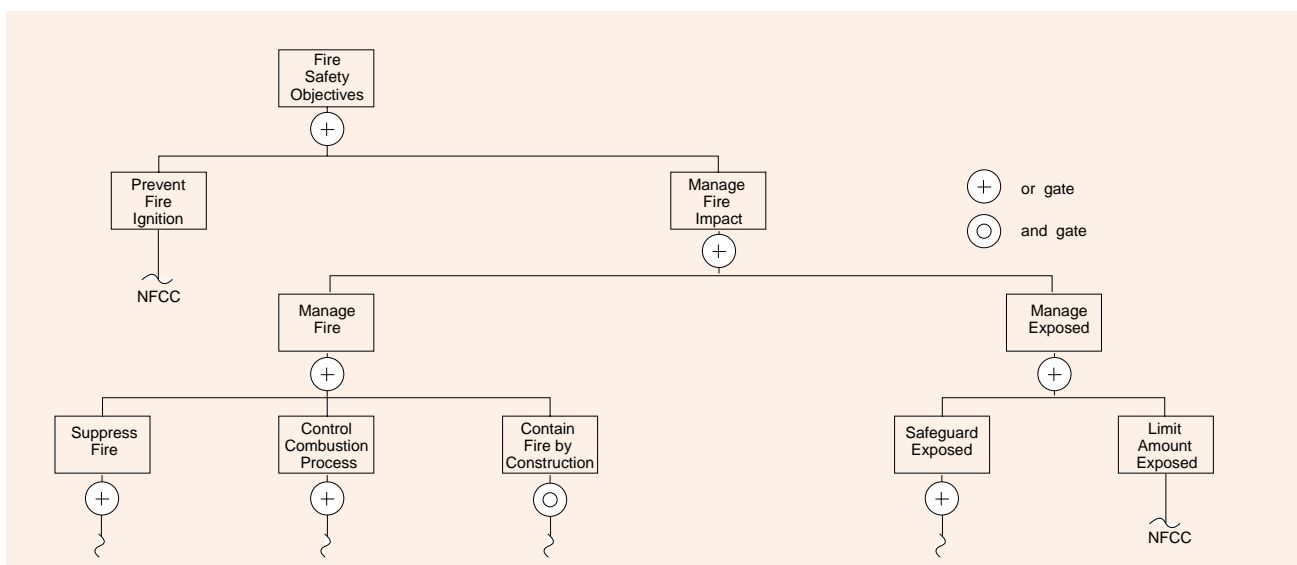 Fire
Safety
Objectives
Prevent
Fire
Ignition
Manage
Fire
Impact
or gate
and gate
NFCC
Manage
Fire
Manage
Exposed
Suppress
Fire
Control
Combustion
Process
Contain
Fire by
Construction
Safeguard
Exposed
Limit
Amount
Exposed
NFCC